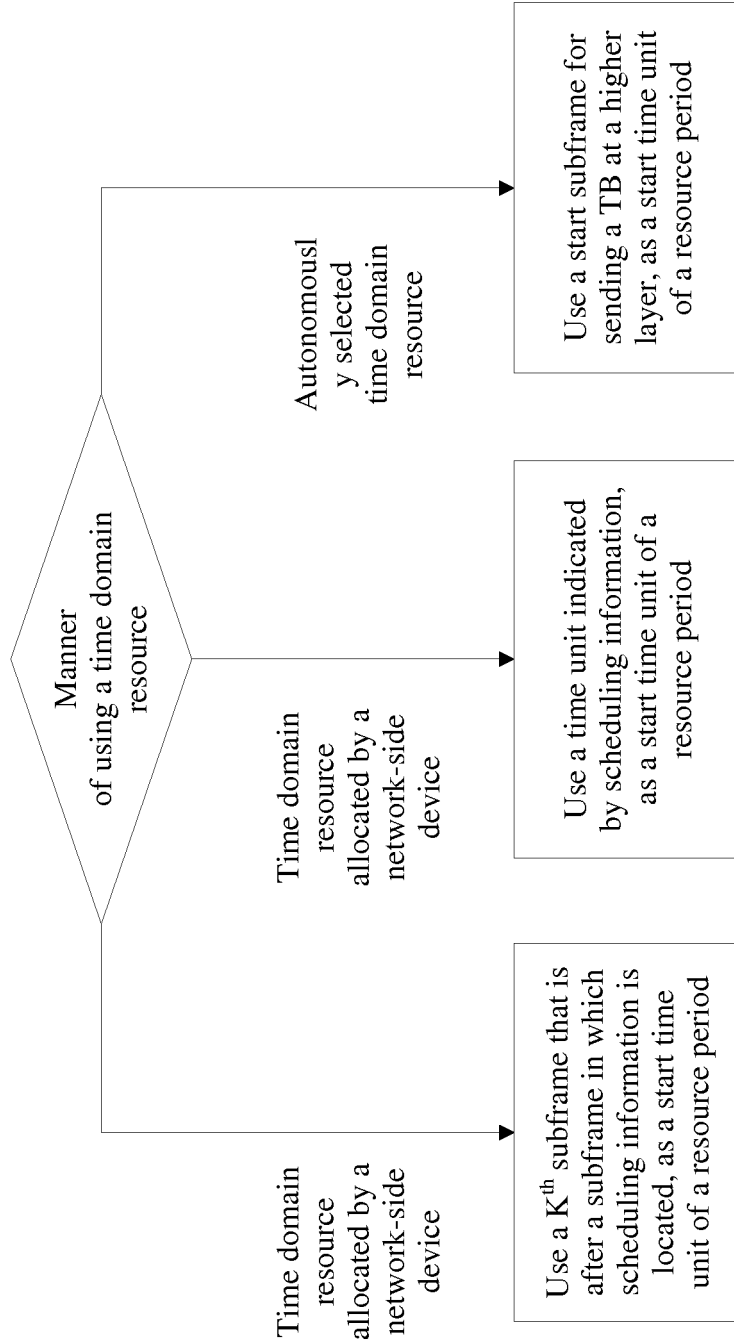 Manner
of using a time domain
resource
Time domain
resource
allocated by a
network-side
device
Time domain
resource
allocated by a
network-side
device
Autonomousl
y selected
time domain
resource
Use a Kth subframe that is
after a subframe in which
scheduling information is
located, as a start time
unit of a resource period
Use a time unit indicated
by scheduling information,
as a start time unit of a
resource period
Use a start subframe for
sending a TB at a higher
layer, as a start time unit
of a resource period